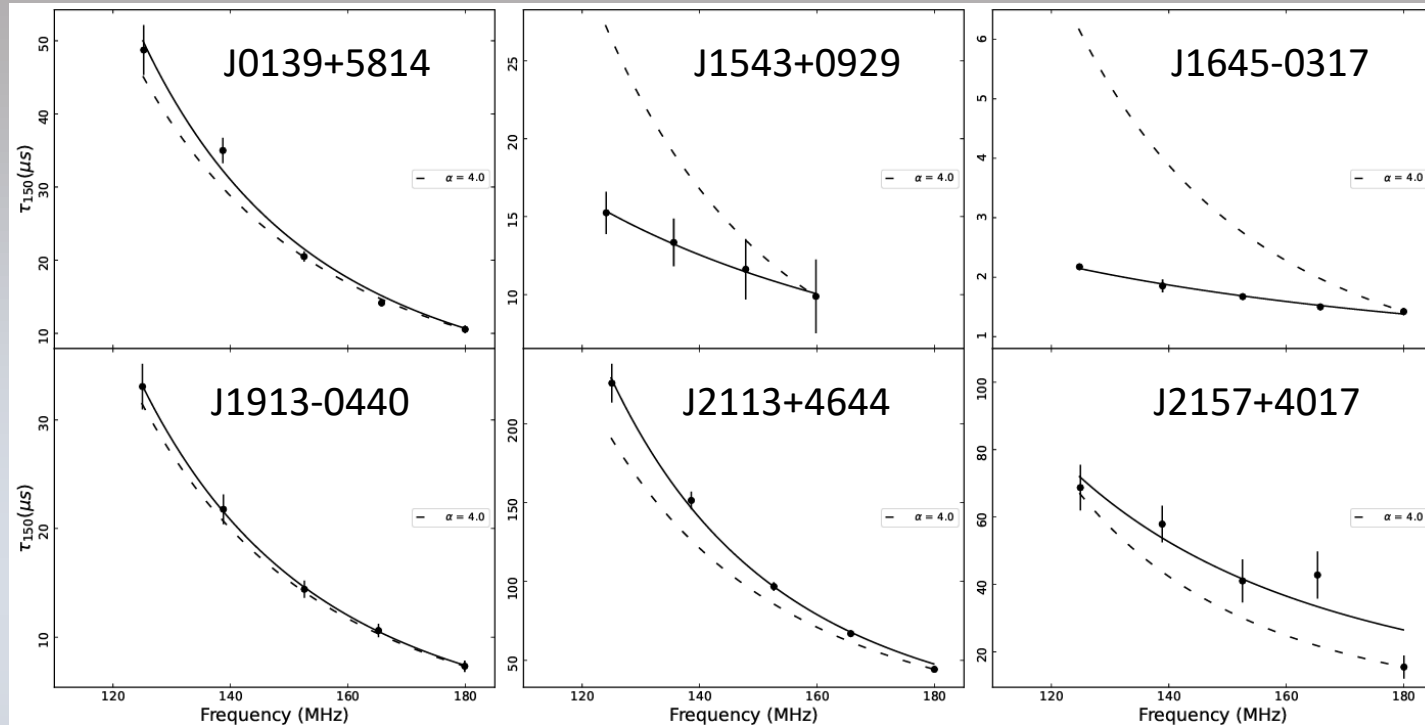 J0139+5814
50
40
30
20
10
τ150(μs)
α = 4.0
J1543+0929
25
20
15
10
α = 4.0
J1645-0317
6
5
4
3
2
1
α = 4.0
J1913-0440
30
20
10
τ150(μs)
α = 4.0
120
140
160
180
Frequency (MHz)
J2113+4644
200
150
100
50
α = 4.0
120
140
160
180
Frequency (MHz)
J2157+4017
100
80
60
40
20
α = 4.0
120
140
160
180
Frequency (MHz)